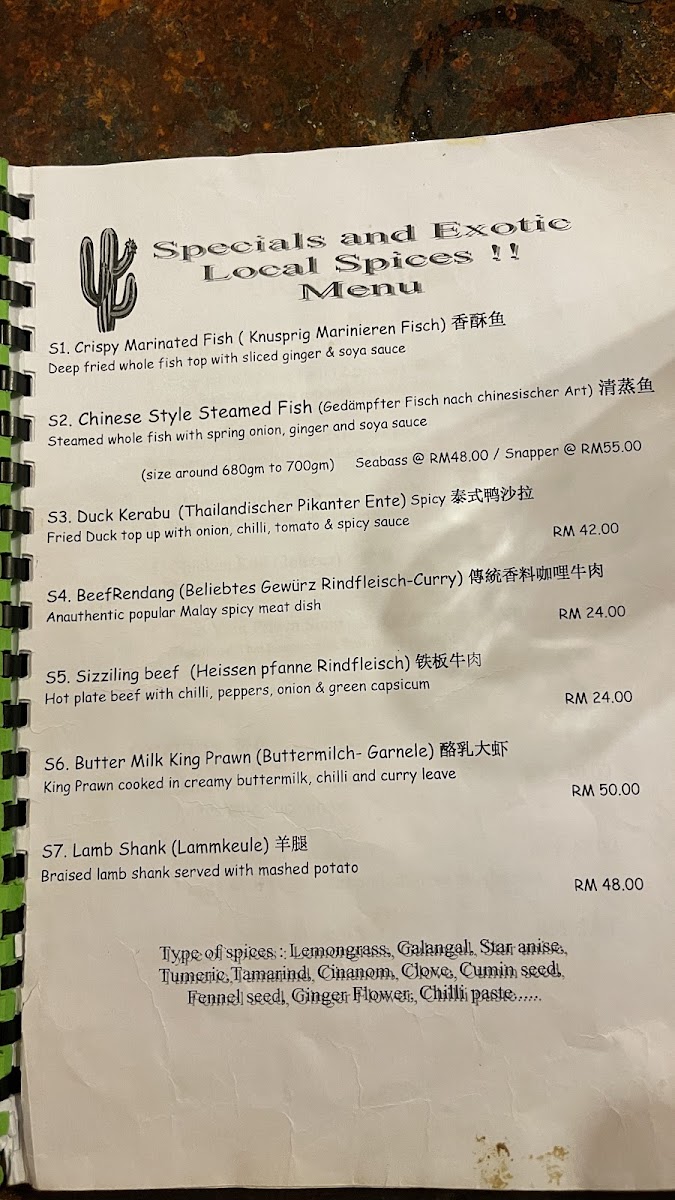 Specials and Exotic
Local Spices !!
Menu
S1. Crispy Marinated Fish ( Knusprig Marinieren Fisch) 香酥鱼
Deep fried whole fish top with sliced ginger & soya sauce
S2. Chinese Style Steamed Fish (Gedämpfter Fisch nach chinesischer Art) 清蒸鱼
Steamed whole fish with spring onion, ginger and soya sauce
(size around 680gm to 700gm) Seabass @ RM48.00 / Snapper @ RM55.00
S3. Duck Kerabu (Thailandischer Pikanter Ente) Spicy 泰式鸭沙拉
Fried Duck top up with onion, chilli, tomato & spicy sauce
RM 42.00
S4. BeefRendang (Beliebtes Gewürz Rindfleisch-Curry) 傳統香料咖哩牛肉
Anauthentic popular Malay spicy meat dish
RM 24.00
S5. Sizziling beef (Heissen pfanne Rindfleisch) 铁板牛肉
Hot plate beef with chilli, peppers, onion & green capsicum
RM 24.00
S6. Butter Milk King Prawn (Buttermilch- Garnele) 酪乳大虾
King Prawn cooked in creamy buttermilk, chilli and curry leave
RM 50.00
S7. Lamb Shank (Lammkeule) 羊腿
Braised lamb shank served with mashed potato
RM 48.00
Type of spices : Lemongrass, Galangal, Star anise,
Tumeric,Tamarind, Cinanom, Clove, Cumin seed,
Fennel seed, Ginger Flower, Chilli paste.....